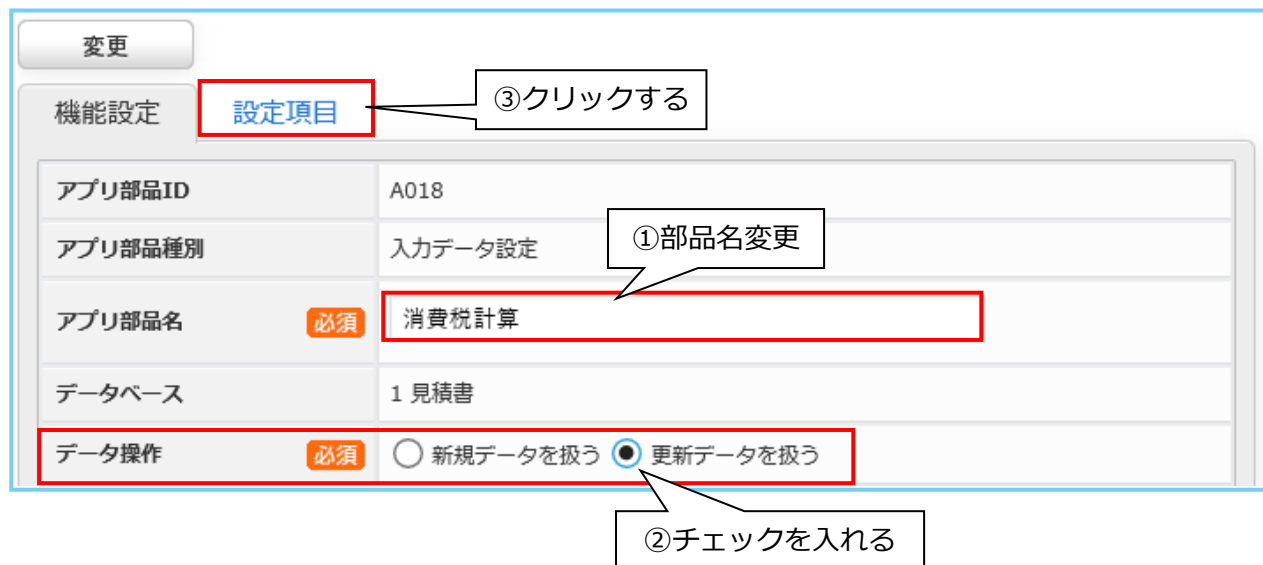 変更
機能設定 設定項目 ③クリックする
アプリ部品ID A018
アプリ部品種別 入力データ設定 ①部品名変更
アプリ部品名 必須 消費税計算
データベース 1 見積書
データ操作 必須 新規データを扱う 更新データを扱う
②チェックを入れる